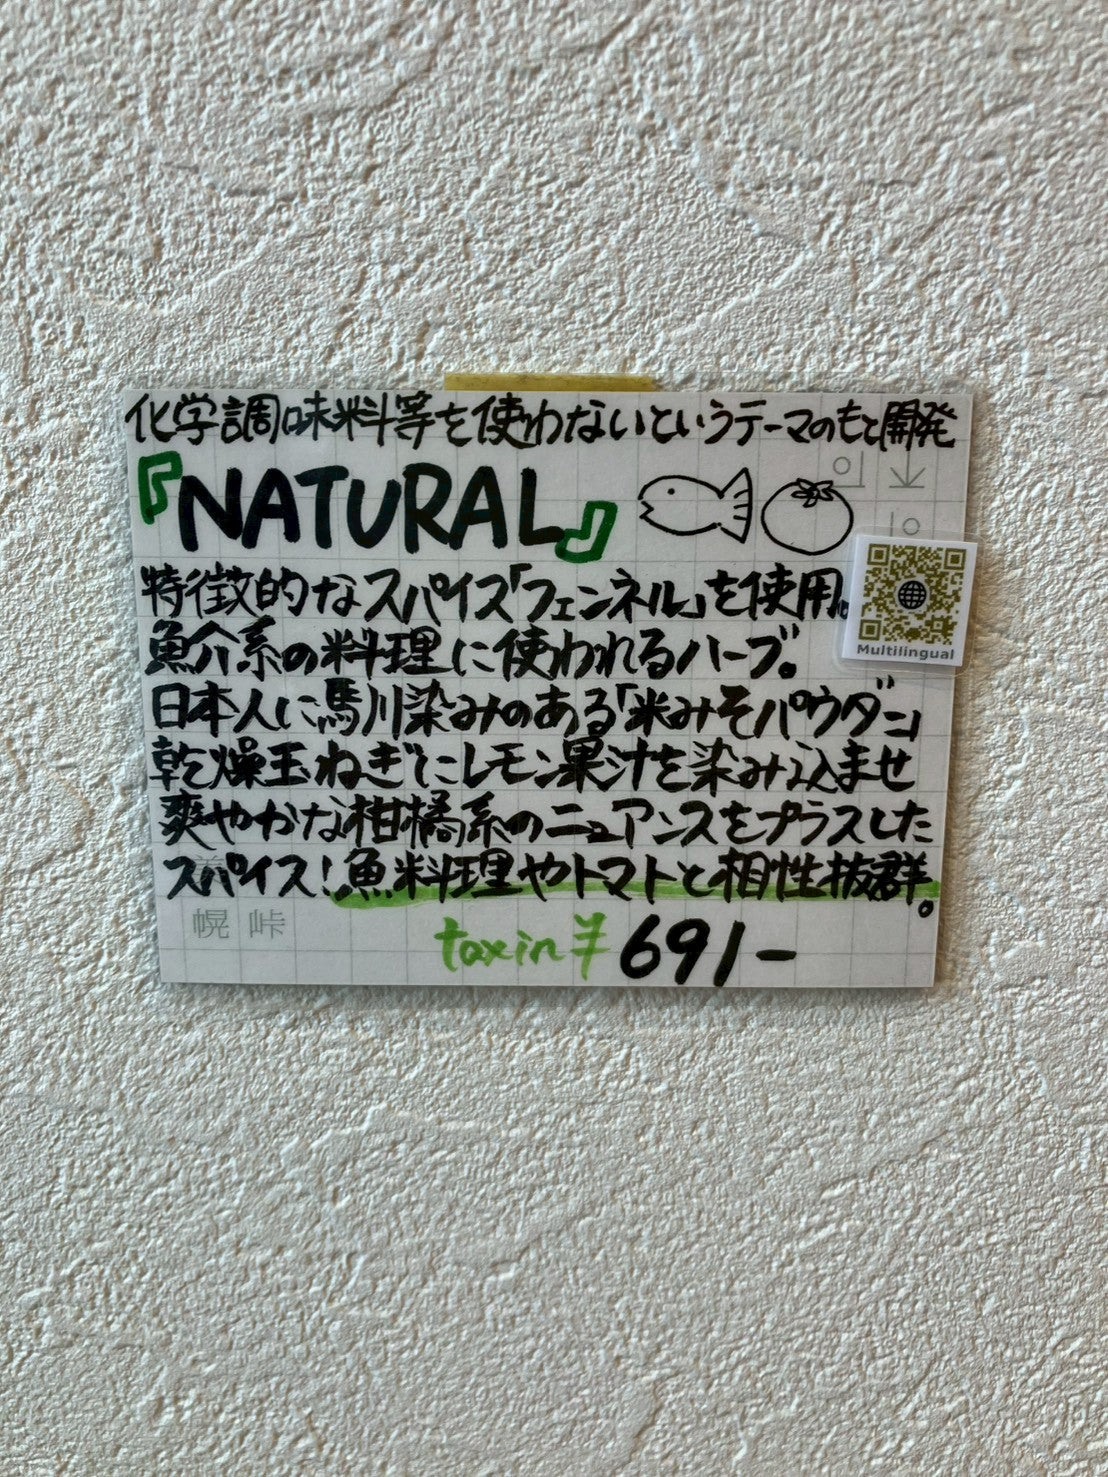 化学調味料等を使わないというテーマのもと開発
『NATURAL』
特徴的なスパイス「フェンネル」を使用。
魚介系の料理に使われるハーブ。
日本人に馬川染みのある「米みそパウダー」
乾燥玉ねぎにレモン果汁を染み込ませ
爽やかな柑橘系のニュアンスをプラスした
スパイス!魚料理やトマトと相性抜群。
tax in ¥691-
幌 峠
Multilingual